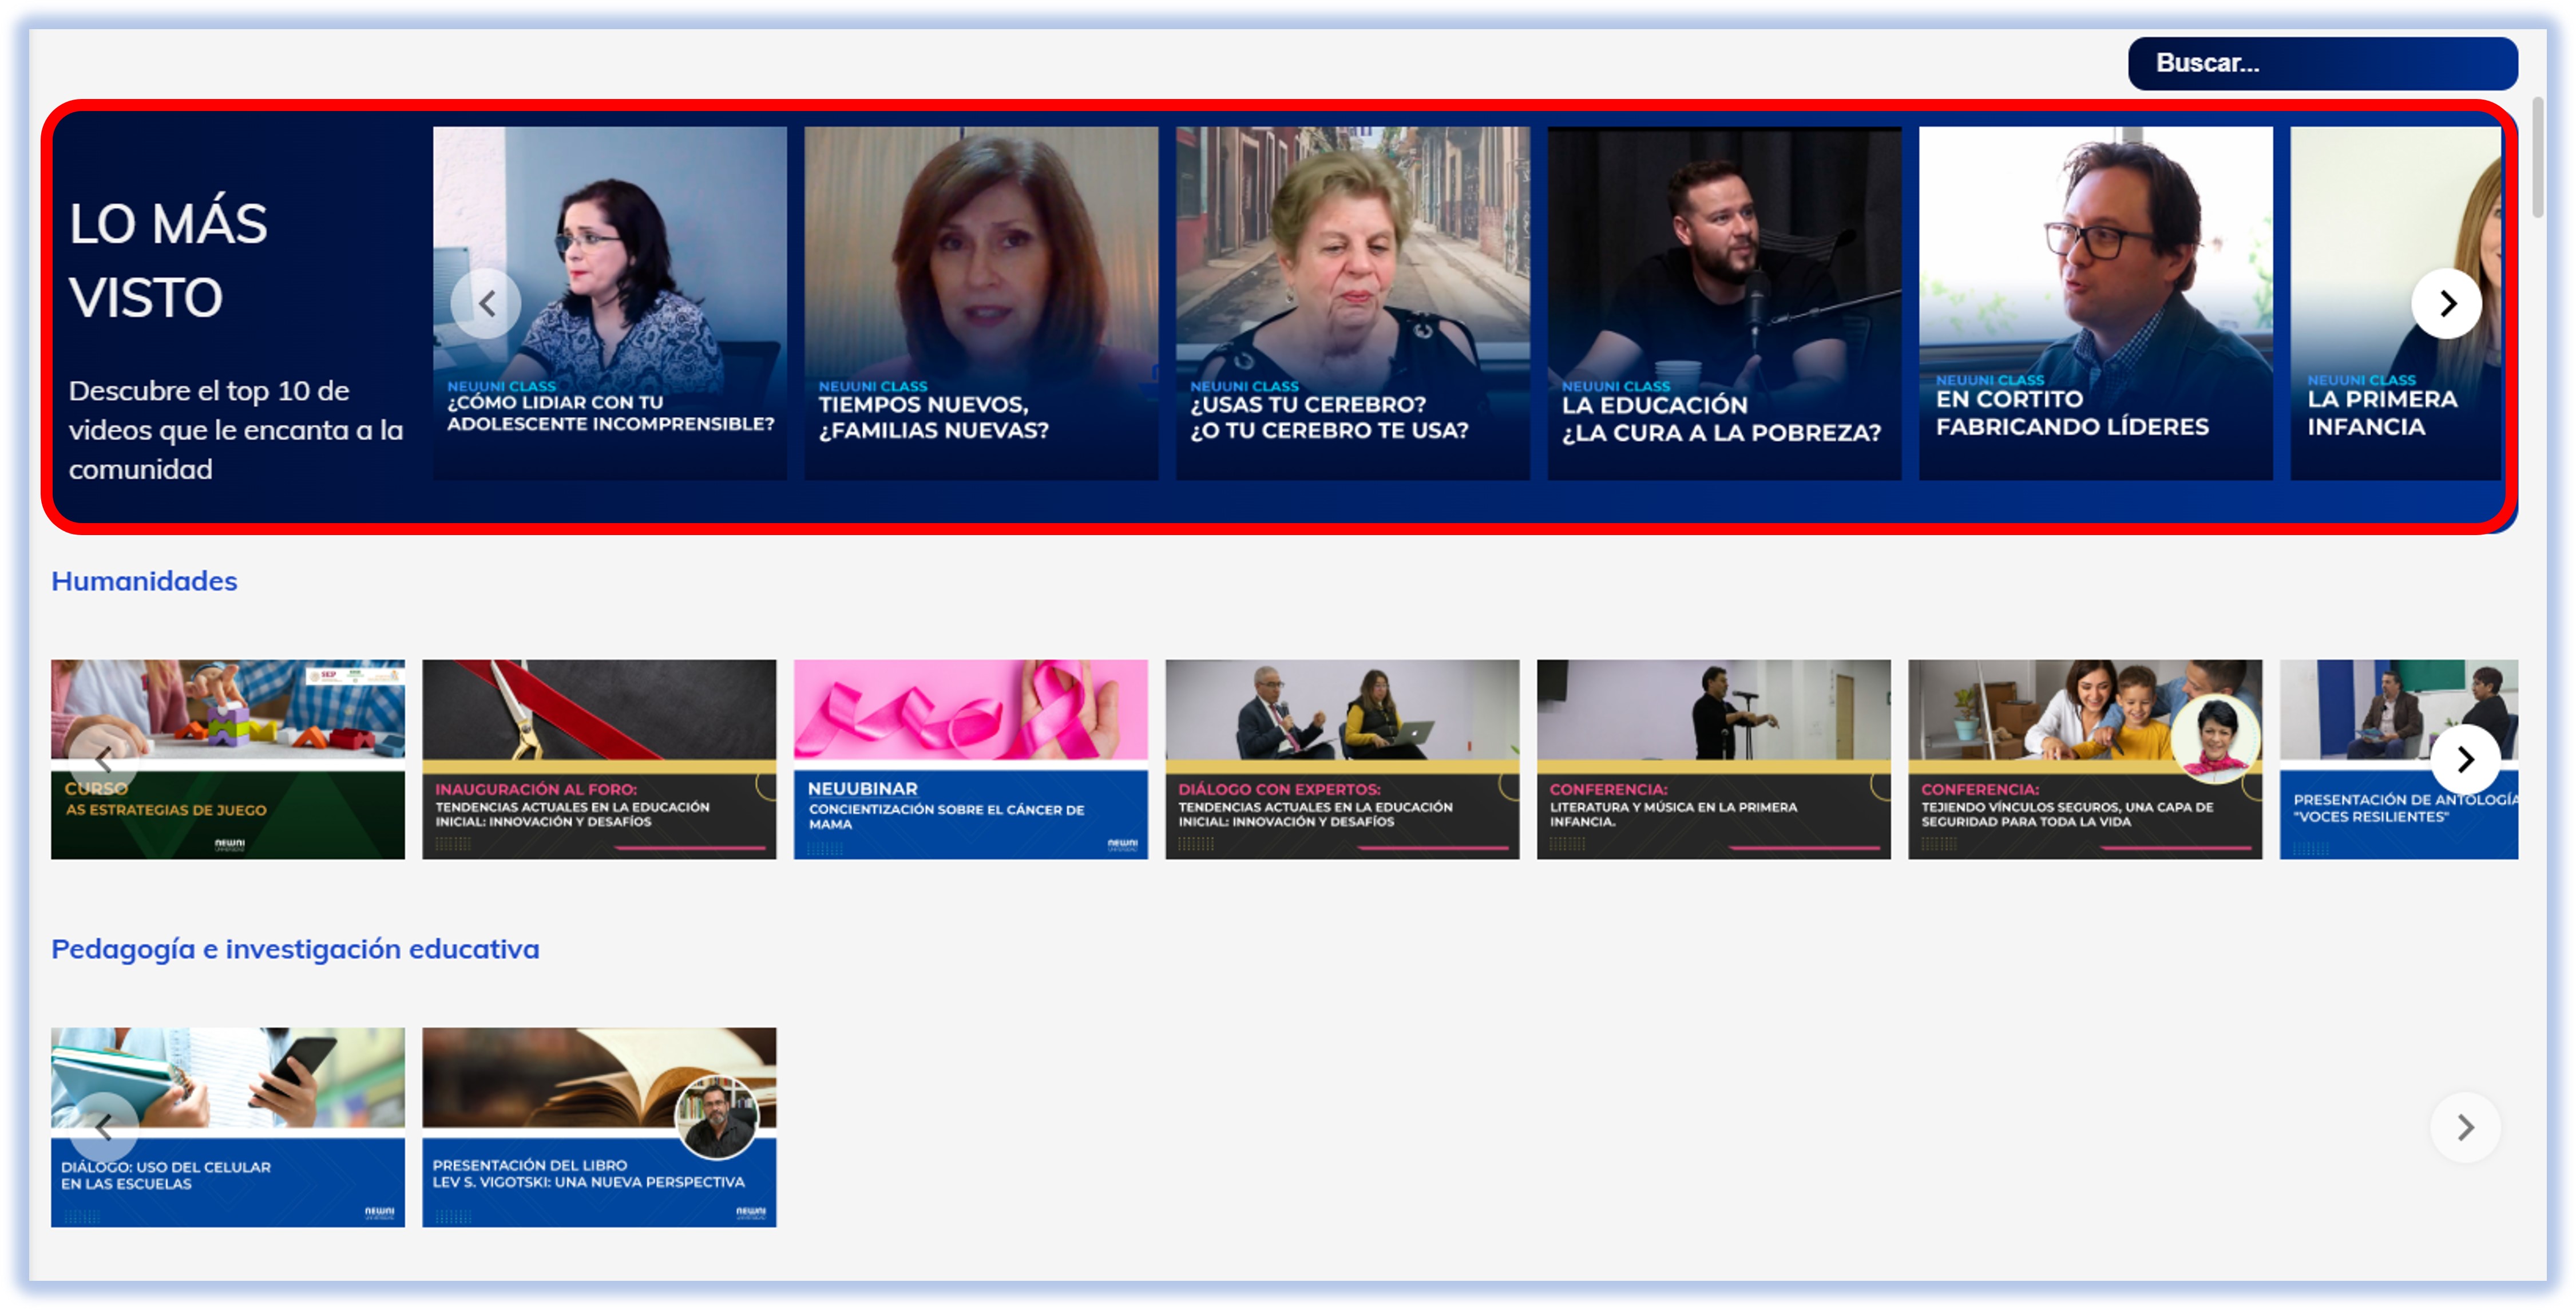 Buscar...
LO MÁS
VISTO
Descubre el top 10 de
videos que le encanta a la
comunidad
NEUUNI CLASS
¿CÓMO LIDIAR CON TU
ADOLESCENTE INCOMPRENSIBLE?
NEUUNI CLASS
TIEMPOS NUEVOS,
¿FAMILIAS NUEVAS?
NEUUNI CLASS
¿USAS TU CEREBRO?
¿O TU CEREBRO TE USA?
NEUUNI CLASS
LA EDUCACIÓN
¿LA CURA A LA POBREZA?
NEUUNI CLASS
EN CORTITO
FABRICANDO LÍDERES
NEUUNI CLASS
LA PRIMERA
INFANCIA
Humanidades
SEP
CURSO
AS ESTRATEGIAS DE JUEGO
INAUGURACIÓN AL FORO:
TENDENCIAS ACTUALES EN LA EDUCACIÓN
INICIAL: INNOVACIÓN Y DESAFÍOS
NEUUBINAR
CONCIENTIZACIÓN SOBRE EL CÁNCER DE
MAMA
DIÁLOGO CON EXPERTOS:
TENDENCIAS ACTUALES EN LA EDUCACIÓN
INICIAL: INNOVACIÓN Y DESAFÍOS
CONFERENCIA:
LITERATURA Y MÚSICA EN LA PRIMERA
INFANCIA.
CONFERENCIA:
TEJIENDO VÍNCULOS SEGUROS, UNA CAPA DE
SEGURIDAD PARA TODA LA VIDA
PRESENTACIÓN DE ANTOLOGÍA
"VOCES RESILIENTES"
Pedagogía e investigación educativa
DIÁLOGO: USO DEL CELULAR
EN LAS ESCUELAS
PRESENTACIÓN DEL LIBRO
LEV S. VIGOTSKI: UNA NUEVA PERSPECTIVA